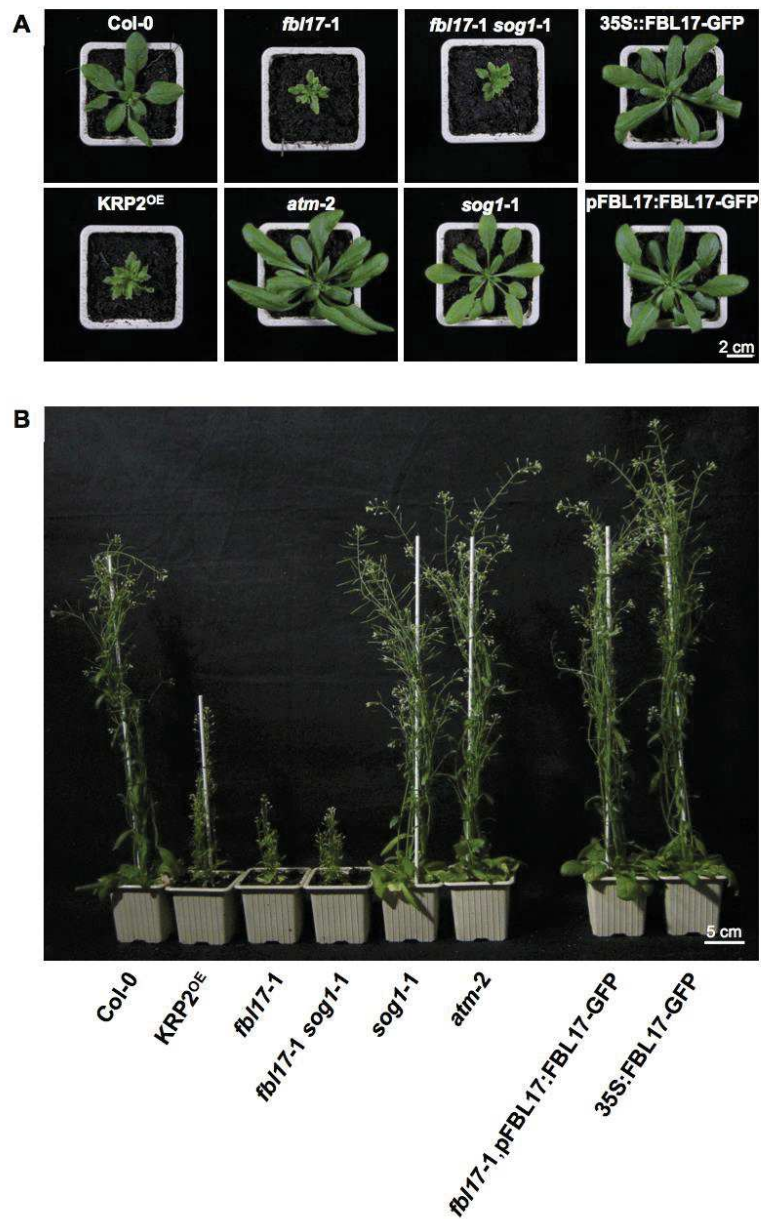 A
Col-0
fbl17-1
fbl17-1 sog1-1
35S::FBL17-GFP
KRP2OE
atm-2
sog1-1
pFBL17:FBL17-GFP
2 cm
B
5 cm
Col-0
KRP2OE
fbl17-1
fbl17-1 sog1-1
sog1-1
atm-2
fbl17-1,pFBL17:FBL17-GFP
35S:FBL17-GFP